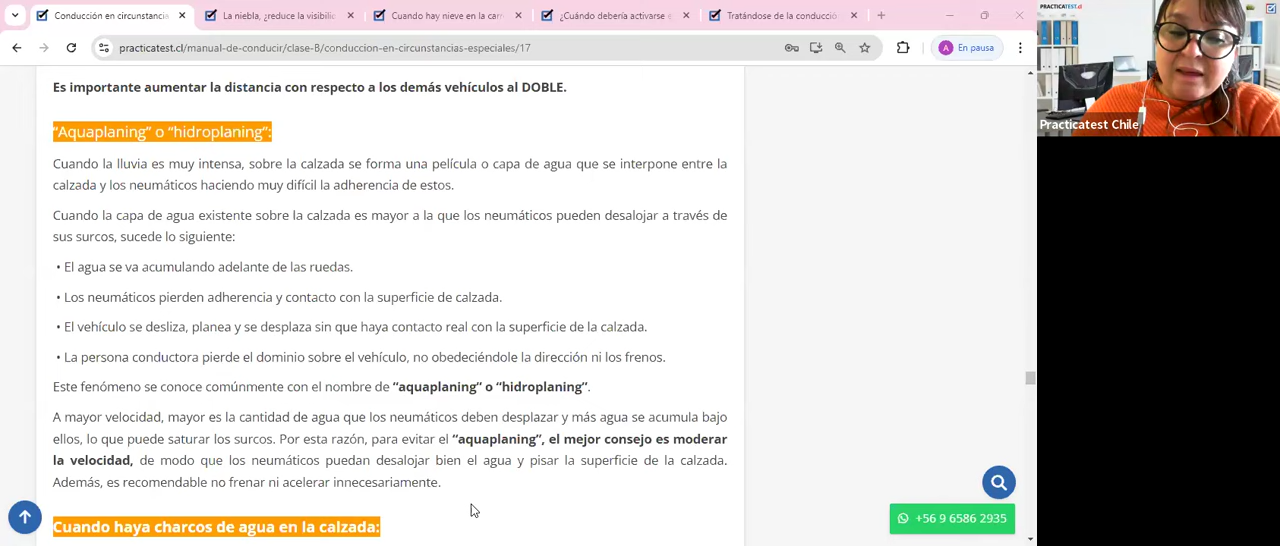 Conducción en circunstancias
La niebla, ¿reduce la visibilid
Cuando hay nieve en la carr
¿Cuándo debería activarse e
Tratándose de la conducció
practicatest.cl/manual-de-conducir/clase-B/conduccion-en-circunstancias-especiales/17
A
En pausa
PRACTICATEST.cl
Practicatest Chile
Es importante aumentar la distancia con respecto a los demás vehículos al DOBLE.
“Aquaplaning” o “hidroplaning”:
Cuando la lluvia es muy intensa, sobre la calzada se forma una película o capa de agua que se interpone entre la
calzada y los neumáticos haciendo muy difícil la adherencia de estos.
Cuando la capa de agua existente sobre la calzada es mayor a la que los neumáticos pueden desalojar a través de
sus surcos, sucede lo siguiente:
• El agua se va acumulando adelante de las ruedas.
• Los neumáticos pierden adherencia y contacto con la superficie de calzada.
• El vehículo se desliza, planea y se desplaza sin que haya contacto real con la superficie de la calzada.
• La persona conductora pierde el dominio sobre el vehículo, no obedeciéndole la dirección ni los frenos.
Este fenómeno se conoce comúnmente con el nombre de “aquaplaning” o “hidroplaning”.
A mayor velocidad, mayor es la cantidad de agua que los neumáticos deben desplazar y más agua se acumula bajo
ellos, lo que puede saturar los surcos. Por esta razón, para evitar el “aquaplaning”, el mejor consejo es moderar
la velocidad, de modo que los neumáticos puedan desalojar bien el agua y pisar la superficie de la calzada.
Además, es recomendable no frenar ni acelerar innecesariamente.
Cuando haya charcos de agua en la calzada:
+56 9 6586 2935